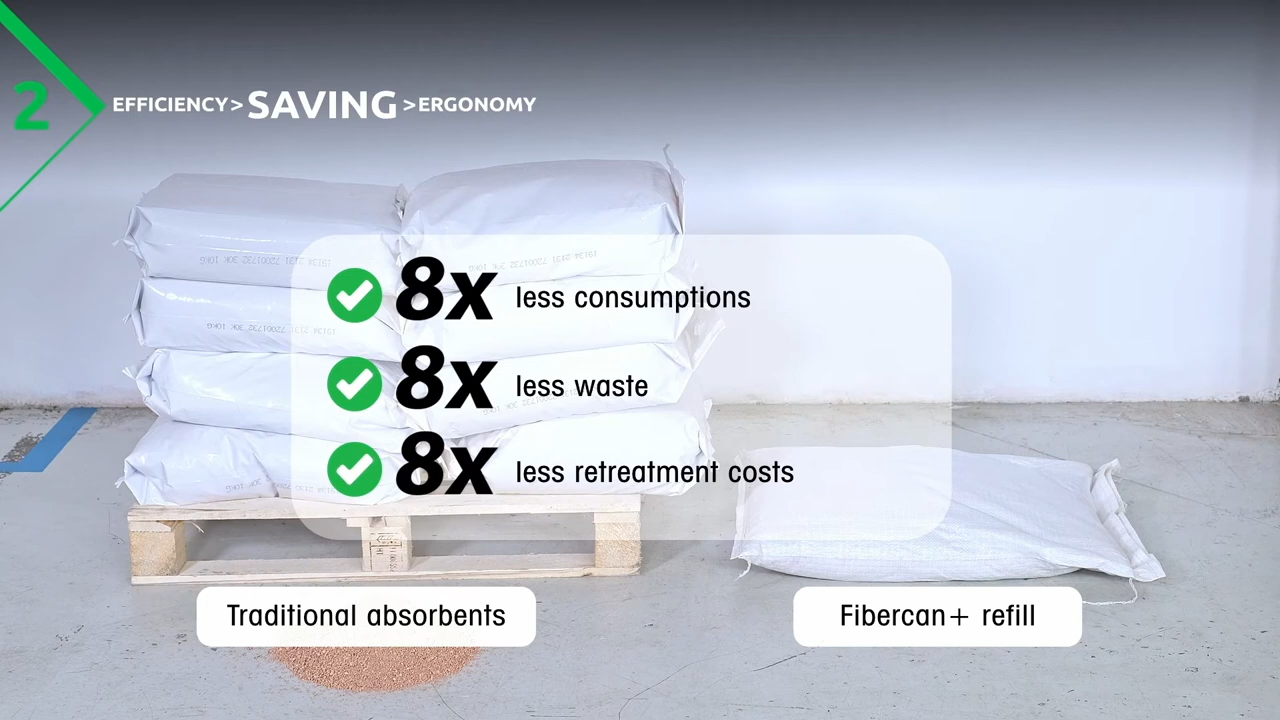 2
EFFICIENCY > SAVING > ERGONOMY
8x less consumptions
8x less waste
8x less retreatment costs
Traditional absorbents
Fibercan+ refill